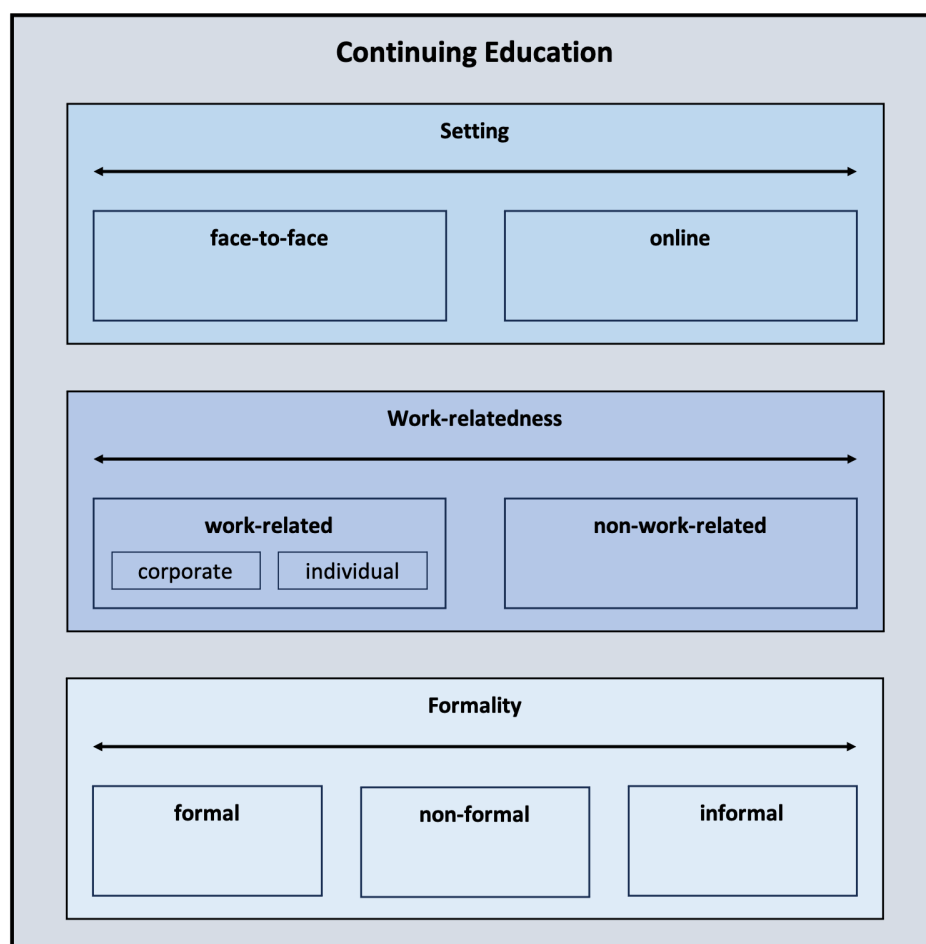 Continuing Education
Setting
face-to-face
online
Work-relatedness
work-related
non-work-related
corporate
individual
Formality
formal
non-formal
informal